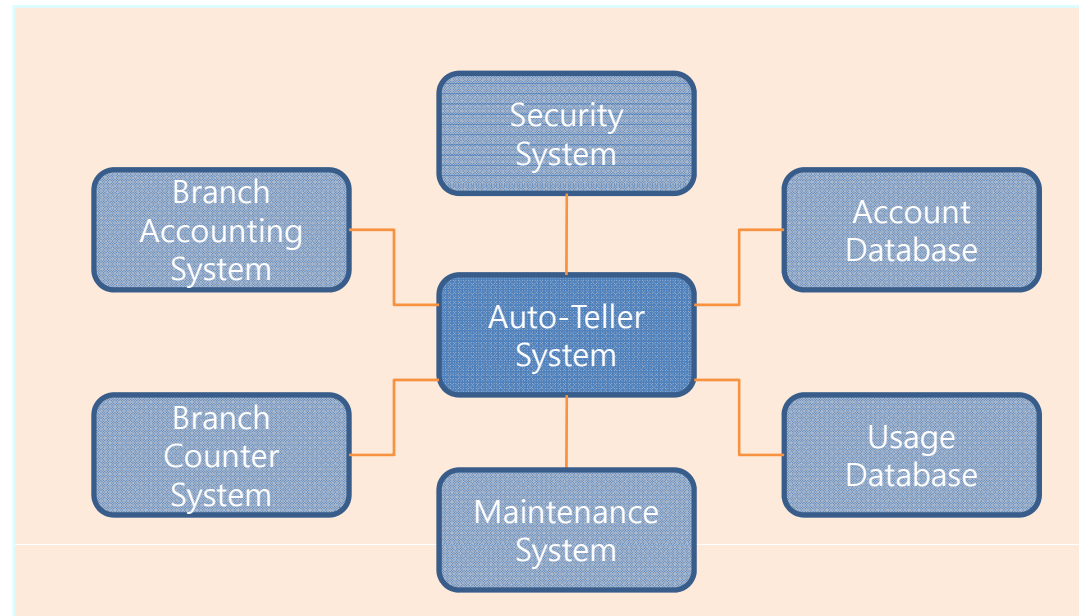 Security
System
Branch
Accounting
System
Account
Database
Auto-Teller
System
Branch
Counter
System
Usage
Database
Maintenance
System